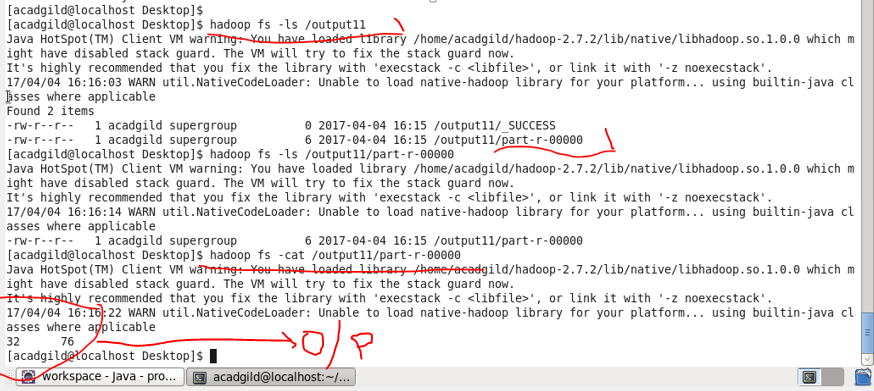 [acadgild@localhost Desktop]$
[acadgild@localhost Desktop]$ hadoop fs -ls /output11
Java HotSpot(TM) Client VM warning: You have loaded library /home/acadgild/hadoop-2.7.2/lib/native/libhadoop.so.1.0.0 which m
ight have disabled stack guard. The VM will try to fix the stack guard now.
It's highly recommended that you fix the library with 'execstack -c <libfile>', or link it with '-z noexecstack'.
17/04/04 16:16:03 WARN util.NativeCodeLoader: Unable to load native-hadoop library for your platform... using builtin-java cl
asses where applicable
Found 2 items
-rw-r--r--   1 acadgild supergroup          0 2017-04-04 16:15 /output11/_SUCCESS
-rw-r--r--   1 acadgild supergroup          6 2017-04-04 16:15 /output11/part-r-00000
[acadgild@localhost Desktop]$ hadoop fs -ls /output11/part-r-00000
Java HotSpot(TM) Client VM warning: You have loaded library /home/acadgild/hadoop-2.7.2/lib/native/libhadoop.so.1.0.0 which m
ight have disabled stack guard. The VM will try to fix the stack guard now.
It's highly recommended that you fix the library with 'execstack -c <libfile>', or link it with '-z noexecstack'.
17/04/04 16:16:14 WARN util.NativeCodeLoader: Unable to load native-hadoop library for your platform... using builtin-java cl
asses where applicable
-rw-r--r--   1 acadgild supergroup          6 2017-04-04 16:15 /output11/part-r-00000
[acadgild@localhost Desktop]$ hadoop fs -cat /output11/part-r-00000
Java HotSpot(TM) Client VM warning: You have loaded library /home/acadgild/hadoop-2.7.2/lib/native/libhadoop.so.1.0.0 which m
ight have disabled stack guard. The VM will try to fix the stack guard now.
It's highly recommended that you fix the library with 'execstack -c <libfile>', or link it with '-z noexecstack'.
17/04/04 16:16:22 WARN util.NativeCodeLoader: Unable to load native-hadoop library for your platform... using builtin-java cl
asses where applicable
32      76 O/P
[acadgild@localhost Desktop]$
workspace - Java - pro... acadgild@localhost:~/...